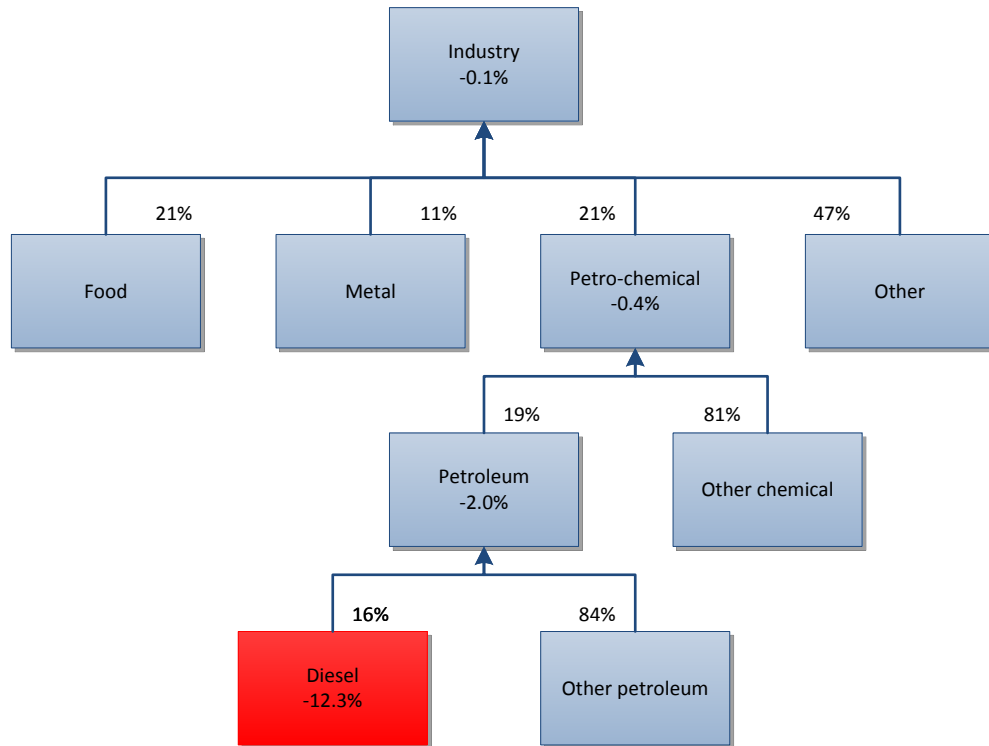 Industry
-0.1%
21%
11%
21%
47%
Food
Metal
Petro-chemical
-0.4%
Other
19%
81%
Petroleum
-2.0%
Other chemical
16%
84%
Diesel
-12.3%
Other petroleum